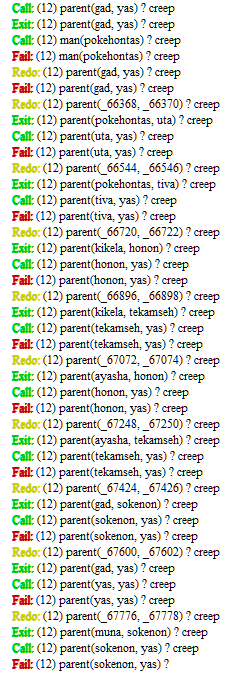 Call: (12) parent(gad, yas) ? creep
Exit: (12) parent(gad, yas) ? creep
Call: (12) man(pokehontas) ? creep
Fail: (12) man(pokehontas) ? creep
Redo: (12) parent(gad, yas) ? creep
Fail: (12) parent(gad, yas) ? creep
Redo: (12) parent(_66368, _66370) ? creep
Exit: (12) parent(pokehontas, uta) ? creep
Call: (12) parent(uta, yas) ? creep
Fail: (12) parent(uta, yas) ? creep
Redo: (12) parent(_66544, _66546) ? creep
Exit: (12) parent(pokehontas, tiva) ? creep
Call: (12) parent(tiva, yas) ? creep
Fail: (12) parent(tiva, yas) ? creep
Redo: (12) parent(_66720, _66722) ? creep
Exit: (12) parent(kikela, honon) ? creep
Call: (12) parent(honon, yas) ? creep
Fail: (12) parent(honon, yas) ? creep
Redo: (12) parent(_66896, _66898) ? creep
Exit: (12) parent(kikela, tekamseh) ? creep
Call: (12) parent(tekamseh, yas) ? creep
Fail: (12) parent(tekamseh, yas) ? creep
Redo: (12) parent(_67072, _67074) ? creep
Exit: (12) parent(ayasha, honon) ? creep
Call: (12) parent(honon, yas) ? creep
Fail: (12) parent(honon, yas) ? creep
Redo: (12) parent(_67248, _67250) ? creep
Exit: (12) parent(ayasha, tekamseh) ? creep
Call: (12) parent(tekamseh, yas) ? creep
Fail: (12) parent(tekamseh, yas) ? creep
Redo: (12) parent(_67424, _67426) ? creep
Exit: (12) parent(gad, sokenon) ? creep
Call: (12) parent(sokenon, yas) ? creep
Fail: (12) parent(sokenon, yas) ? creep
Redo: (12) parent(_67600, _67602) ? creep
Exit: (12) parent(gad, yas) ? creep
Call: (12) parent(yas, yas) ? creep
Fail: (12) parent(yas, yas) ? creep
Redo: (12) parent(_67776, _67778) ? creep
Exit: (12) parent(muna, sokenon) ? creep
Call: (12) parent(sokenon, yas) ? creep
Fail: (12) parent(sokenon, yas) ?